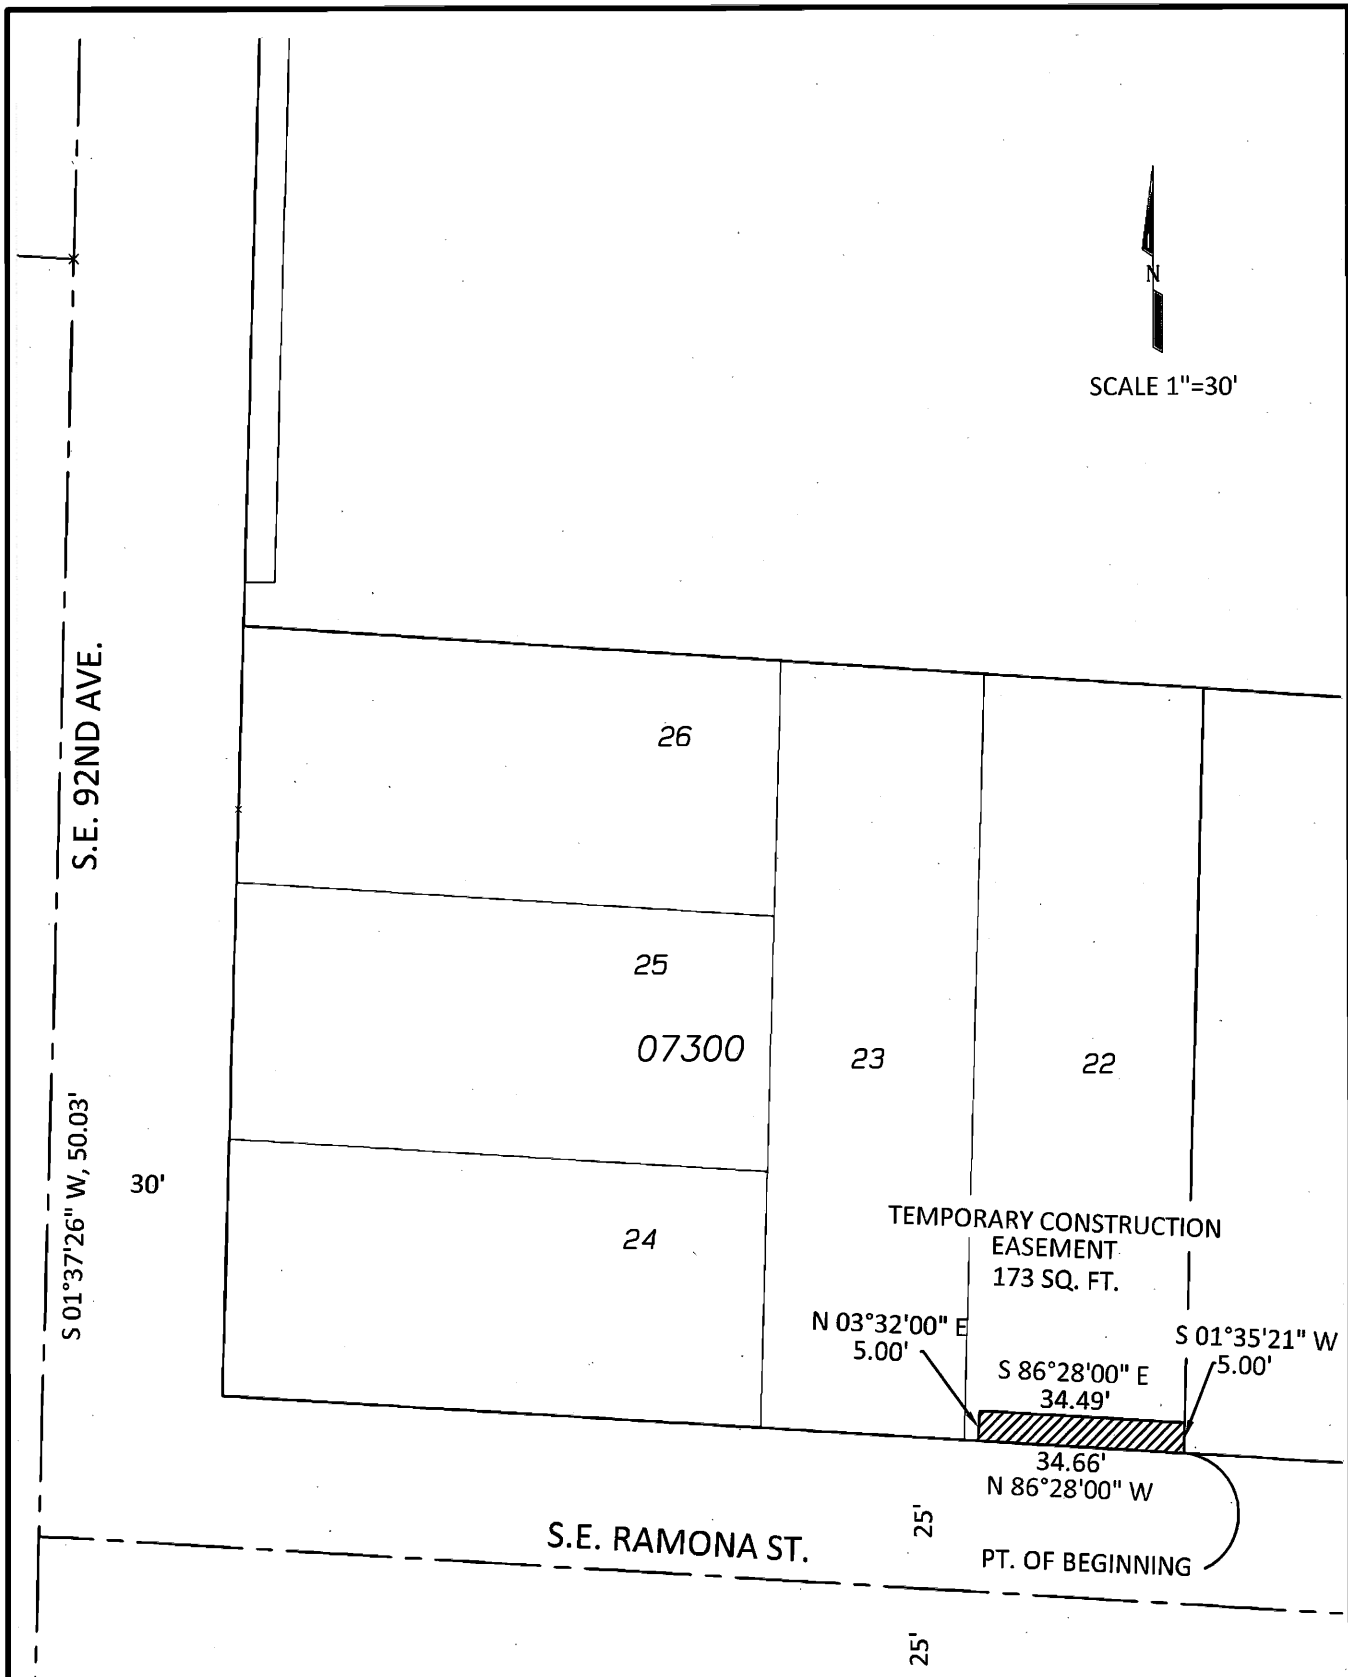 N
SCALE 1"=30'
S.E. 92ND AVE.
26
25
07300
23
22
S 01°37'26" W, 50.03'
30'
24
TEMPORARY CONSTRUCTION
EASEMENT
173 SQ. FT.
N 03°32'00" E
5.00'
S 01°35'21" W
5.00'
S 86°28'00" E
34.49'
34.66'
N 86°28'00" W
25'
S.E. RAMONA ST.
PT. OF BEGINNING
25'